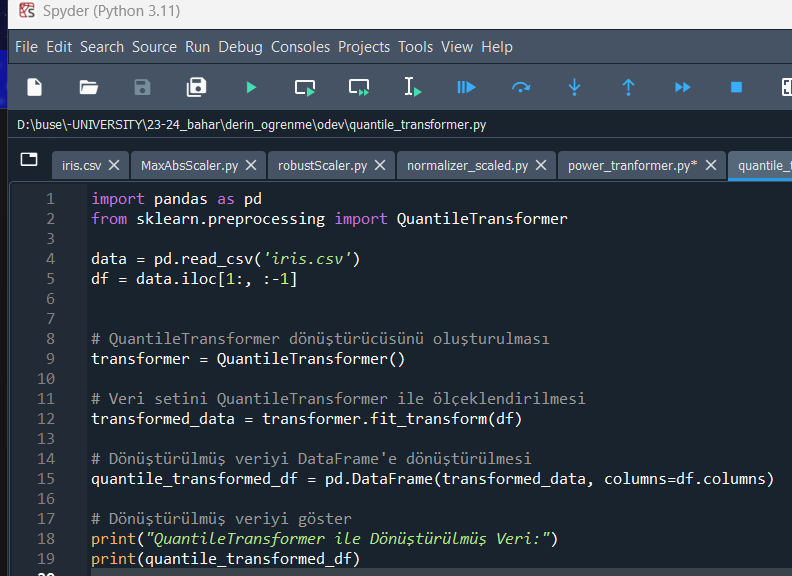 Spyder (Python 3.11)
File Edit Search Source Run Debug Consoles Projects Tools View Help
D:\buse\-UNIVERSITY\23-24_bahar\derin_ogrenme\odev\quantile_transformer.py
iris.csv MaxAbsScaler.py robustScaler.py normalizer_scaled.py power_tranformer.py* quantile_t
1 import pandas as pd
2 from sklearn.preprocessing import QuantileTransformer
3
4 data = pd.read_csv('iris.csv')
5 df = data.iloc[1:, :-1]
6
7
8 # QuantileTransformer dönüştürücüsünü oluşturulması
9 transformer = QuantileTransformer()
10
11 # Veri setini QuantileTransformer ile ölçeklendirilmesi
12 transformed_data = transformer.fit_transform(df)
13
14 # Dönüştürülmüş veriyi DataFrame'e dönüştürülmesi
15 quantile_transformed_df = pd.DataFrame(transformed_data, columns=df.columns)
16
17 # Dönüştürülmüş veriyi göster
18 print("QuantileTransformer ile Dönüştürülmüş Veri:")
19 print(quantile_transformed_df)